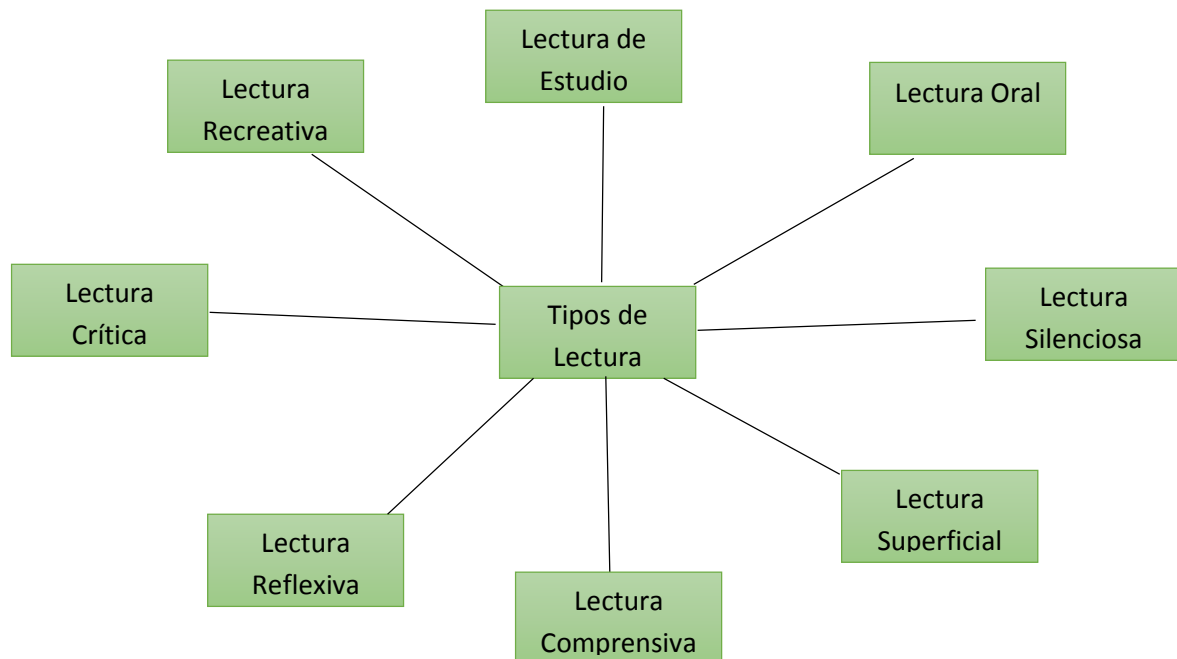 Lectura de
Estudio
Lectura
Recreativa
Lectura Oral
Lectura
Crítica
Tipos de
Lectura
Lectura
Silenciosa
Lectura
Superficial
Lectura
Reflexiva
Lectura
Comprensiva